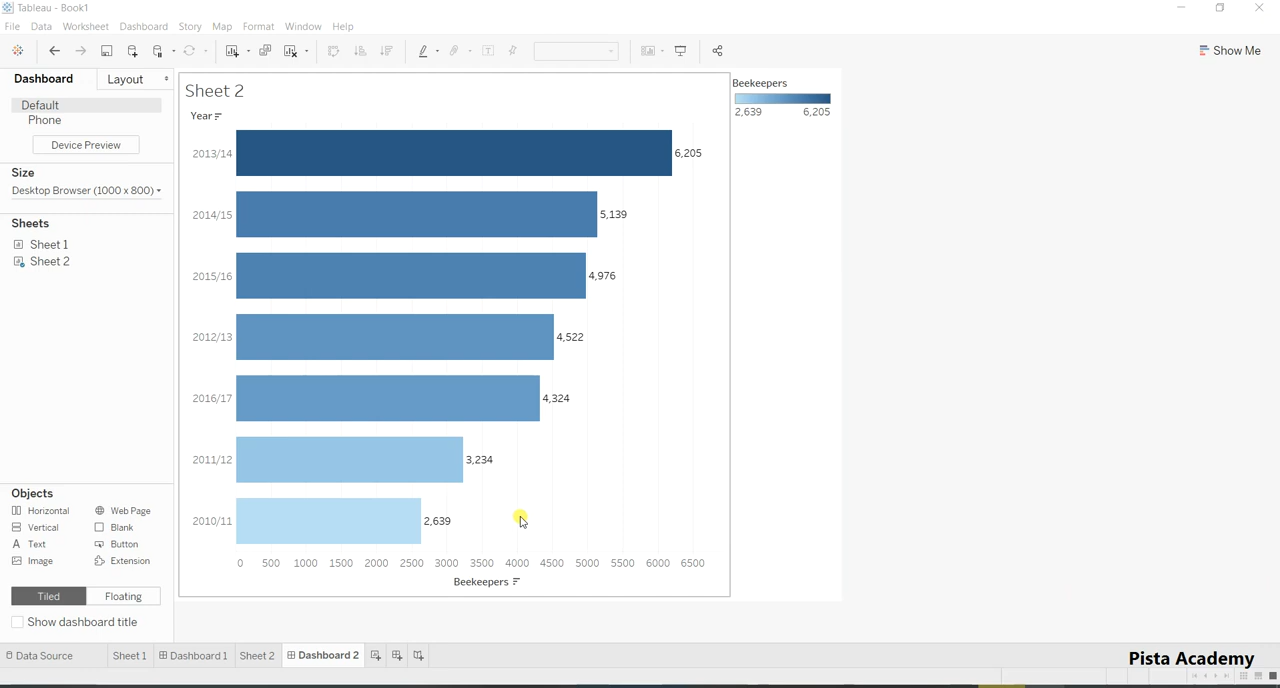 Tableau - Book1
File Data Worksheet Dashboard Story Map Format Window Help
Show Me
Dashboard Layout
Default
Phone
Device Preview
Size
Desktop Browser (1000 x 800)
Sheets
Sheet 1
Sheet 2
Objects
Horizontal Web Page
Vertical Blank
Text Button
Image Extension
Tiled Floating
Show dashboard title
Sheet 2
Year
2013/14 6,205
2014/15 5,139
2015/16 4,976
2012/13 4,522
2016/17 4,324
2011/12 3,234
2010/11 2,639
0 500 1000 1500 2000 2500 3000 3500 4000 4500 5000 5500 6000 6500
Beekeepers
Beekeepers
2,639 6,205
Data Source Sheet 1 Dashboard 1 Sheet 2 Dashboard 2
Pista Academy